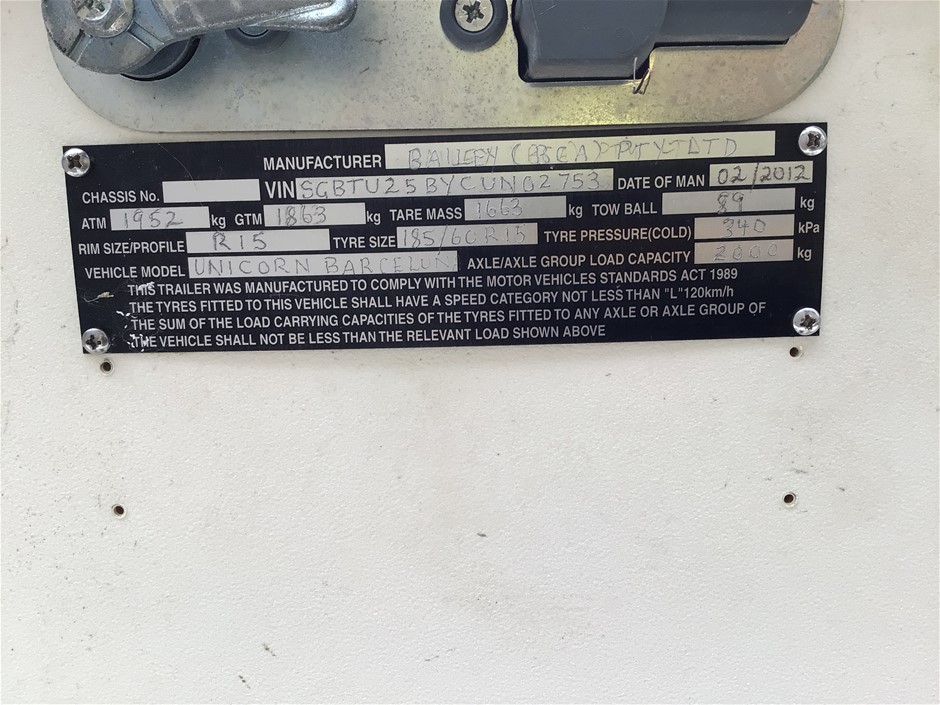 MANUFACTURER BAILEY (BBCA) PTY LTD
CHASSIS No. VIN SGBTU25BYCUN02753 DATE OF MAN 02/2012
ATM 1952 kg GTM 1863 kg TARE MASS 1663 kg TOW BALL 89 kg
RIM SIZE/PROFILE R15 TYRE SIZE 185/60R15 TYRE PRESSURE(COLD) 340 kPa
VEHICLE MODEL UNICORN BARCELON AXLE/AXLE GROUP LOAD CAPACITY 2000 kg
THIS TRAILER WAS MANUFACTURED TO COMPLY WITH THE MOTOR VEHICLES STANDARDS ACT 1989
THE TYRES FITTED TO THIS VEHICLE SHALL HAVE A SPEED CATEGORY NOT LESS THAN "L"120km/h
THE SUM OF THE LOAD CARRYING CAPACITIES OF THE TYRES FITTED TO ANY AXLE OR AXLE GROUP OF
THE VEHICLE SHALL NOT BE LESS THAN THE RELEVANT LOAD SHOWN ABOVE